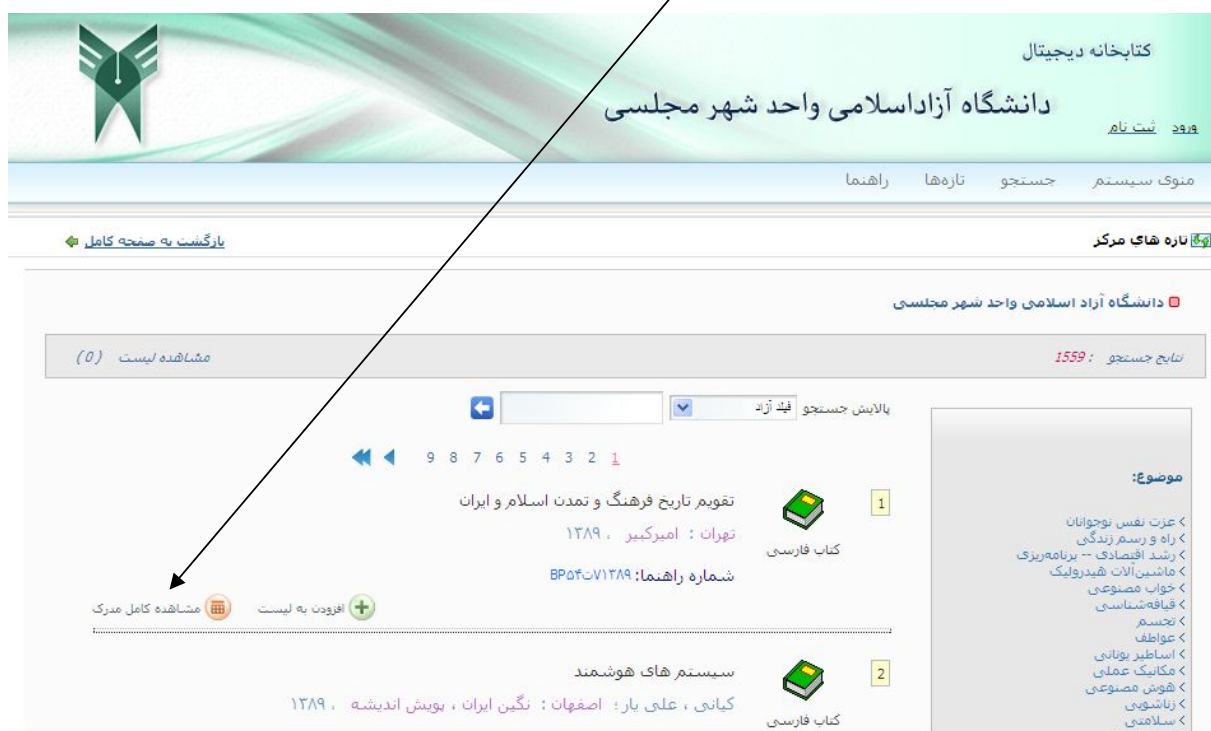 کتابخانه دیجیتال
دانشگاه آزاداسلامی واحد شهر مجلسی
ورود ثبت نام
منوی سیستم جستجو تازه‌ها راهنما
تازه هاي مرکز
بازگشت به صفحه کامل
دانشگاه آزاد اسلامی واحد شهر مجلسی
نتایج جستجو : 1559
مشاهده لیست (0)
پالایش جستجو فیلد آزاد
1 2 3 4 5 6 7 8 9
موضوع:
عزت نفس نوجوانان
راه و رسم زندگی
رشد اقتصادی -- برنامه‌ریزی
ماشین‌آلات هیدرولیک
خواب مصنوعی
قیافه‌شناسی
تجسم
عواطف
اساطیر یونانی
مکانیک عملی
هوش مصنوعی
زناشویی
سلامتی
1
کتاب فارسی
تقویم تاریخ فرهنگ و تمدن اسلام و ایران
تهران : امیرکبیر ، ۱۳۸۹
شماره راهنما: BP۵۴ت۷۱۳۸۹
افزودن به لیست مشاهده کامل مدرک
2
کتاب فارسی
سیستم های هوشمند
کیانی ، علی یار ؛ اصفهان : نگین ایران ، پویش اندیشه ، ۱۳۸۹